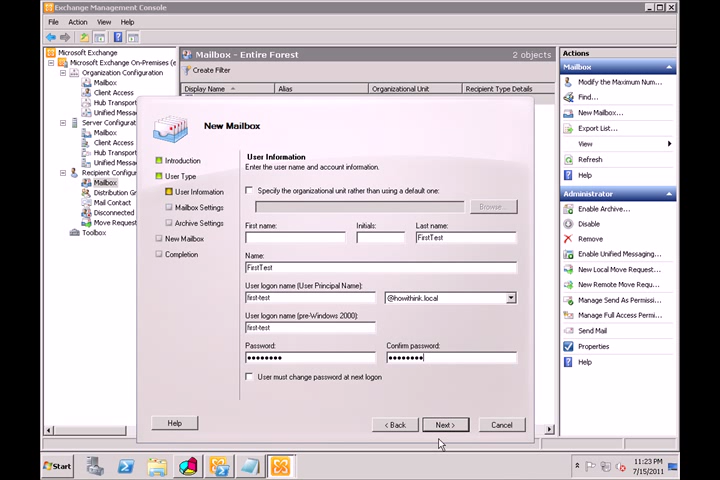 Exchange Management Console
File Action View Help
Microsoft Exchange
Microsoft Exchange On-Premises (e
Organization Configuration
Mailbox
Client Access
Hub Transport
Unified Messa
Server Configurat
Mailbox
Client Access
Hub Transport
Unified Messa
Recipient Configur
Mailbox
Distribution Gr
Mail Contact
Disconnected
Move Request
Toolbox
Mailbox - Entire Forest 2 objects
Create Filter
Display Name Alias Organizational Unit Recipient Type Details
New Mailbox
Introduction
User Type
User Information
Mailbox Settings
Archive Settings
New Mailbox
Completion
User Information
Enter the user name and account information.
Specify the organizational unit rather than using a default one:
Browse...
First name: Initials: Last name:
FirstTest
Name:
FirstTest
User logon name (User Principal Name):
first-test @howithink.local
User logon name (pre-Windows 2000):
first-test
Password: Confirm password:
●●●●●●●● ●●●●●●●●
User must change password at next logon
Help < Back Next > Cancel
Actions
Mailbox
Modify the Maximum Num...
Find...
New Mailbox...
Export List...
View
Refresh
Help
Administrator
Enable Archive...
Disable
Remove
Enable Unified Messaging...
New Local Move Request...
New Remote Move Requ...
Manage Send As Permissi...
Manage Full Access Permi...
Send Mail
Properties
Help
Start
11:23 PM
7/15/2011